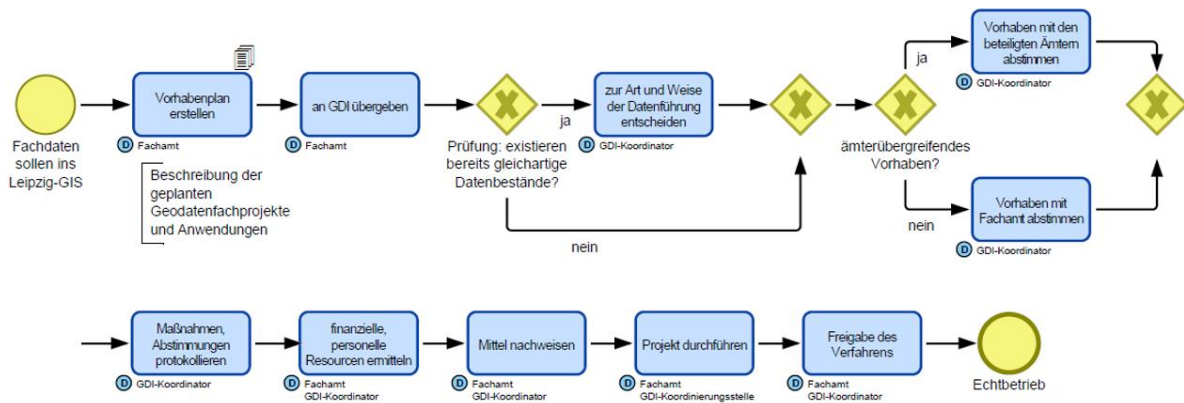 Vorhabenplan
erstellen
D Fachamt
an GDI übergeben
D Fachamt
ja
zur Art und Weise
der Datenführung
entscheiden
D GDI-Koordinator
ja
Vorhaben mit den
beteiligten Ämtern
abstimmen
D GDI-Koordinator
Fachdaten
sollen ins
Leipzig-GIS
Beschreibung der
geplanten
Geodatenfachprojekte
und Anwendungen
Prüfung: existieren
bereits gleichartige
Datenbestände?
nein
ämterübergreifendes
Vorhaben?
nein
Vorhaben mit
Fachamt abstimmen
D GDI-Koordinator
Maßnahmen,
Abstimmungen
protokollieren
D GDI-Koordinator
finanzielle,
personelle
Resourcen ermitteln
D Fachamt
GDI-Koordinator
Mittel nachweisen
D Fachamt
GDI-Koordinator
Projekt durchführen
D Fachamt
GDI-Koordinierungsstelle
Freigabe des
Verfahrens
D Fachamt
GDI-Koordinator
Echtbetrieb